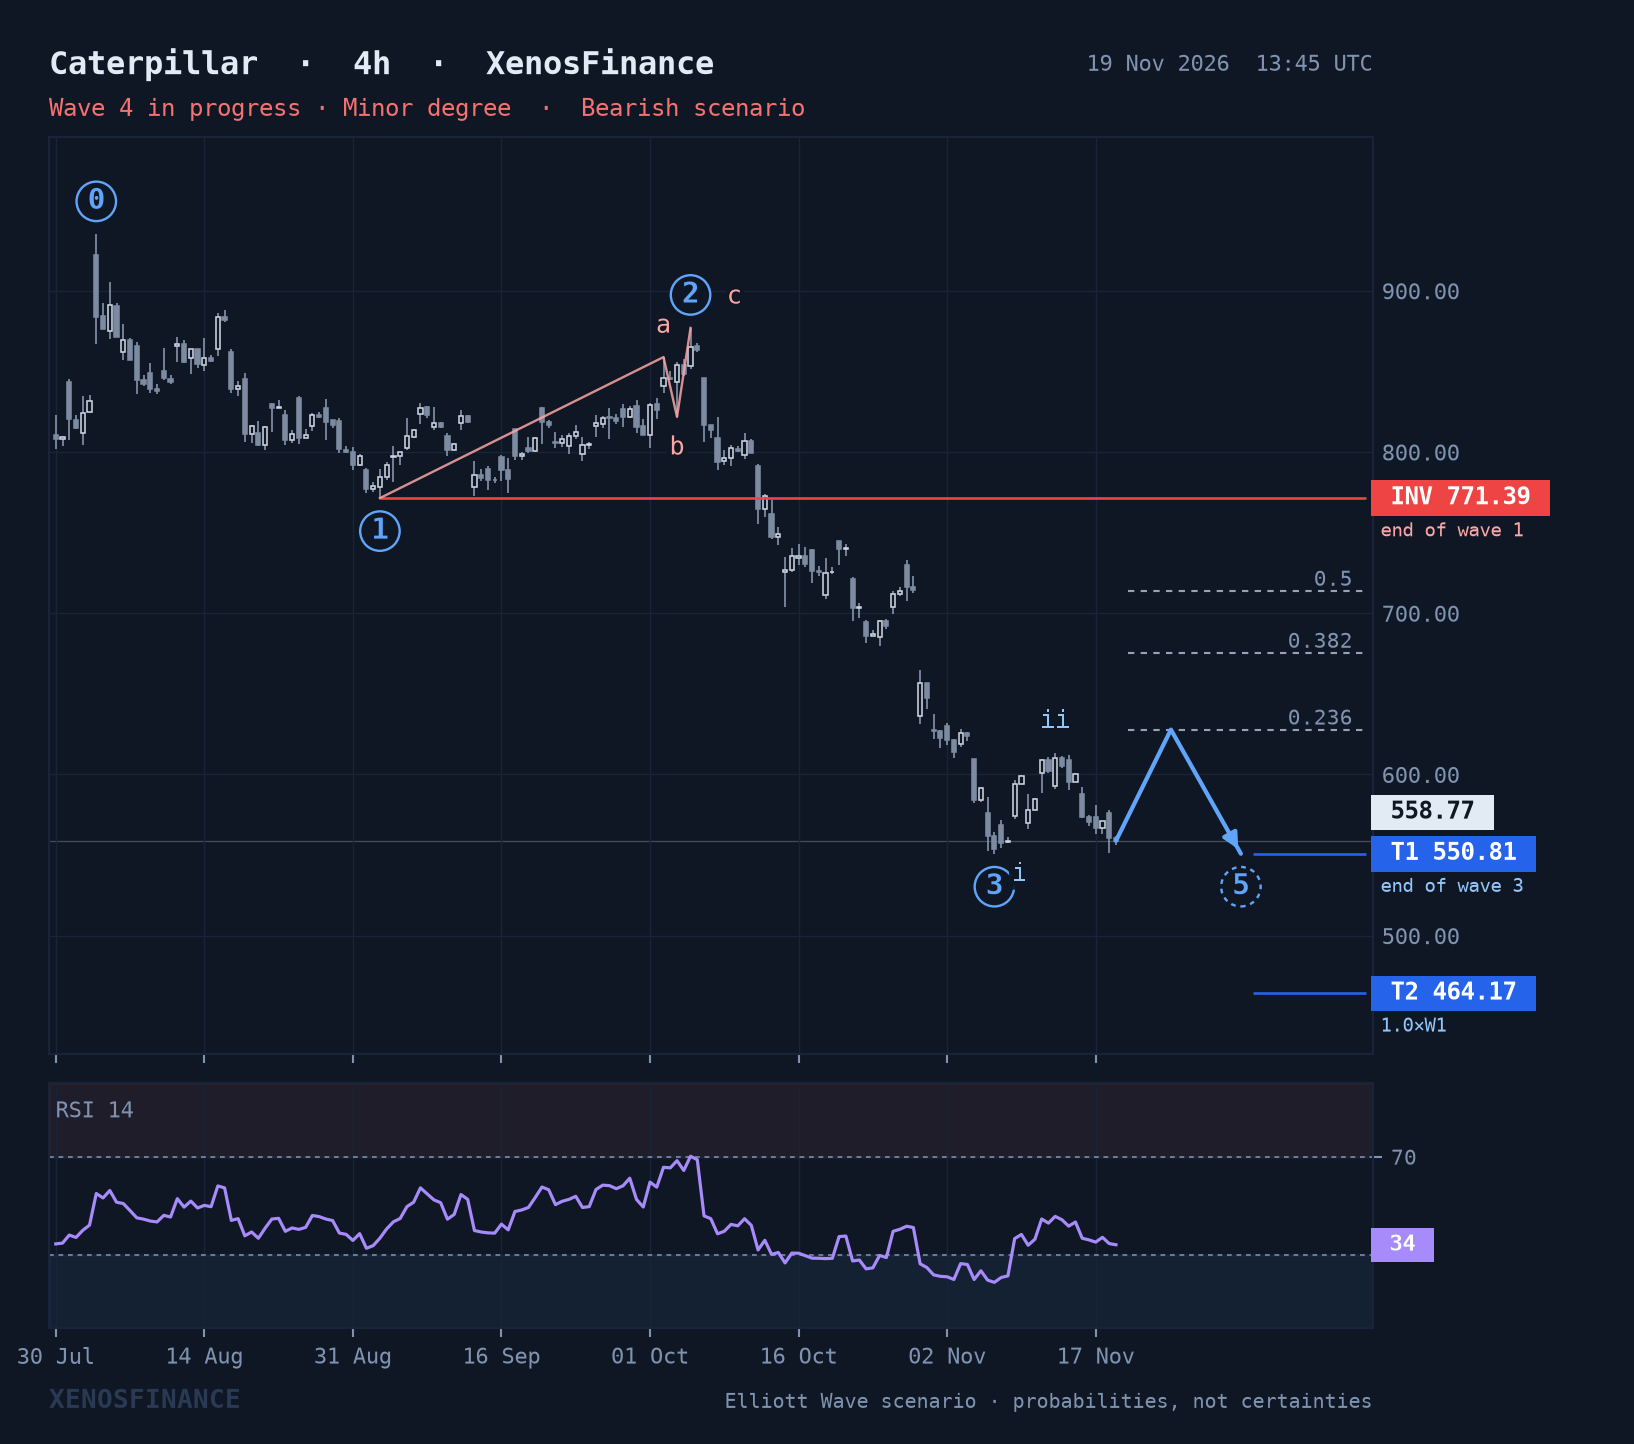 Caterpillar · 4h · XenosFinance
19 Nov 2026 13:45 UTC
Wave 4 in progress · Minor degree · Bearish scenario
0
2
c
a
b
1
900.00
800.00
INV 771.39
end of wave 1
0.5
700.00
0.382
0.236
ii
600.00
558.77
T1 550.81
end of wave 3
3
i
5
500.00
T2 464.17
1.0×W1
RSI 14
70
34
30 Jul
14 Aug
31 Aug
16 Sep
01 Oct
16 Oct
02 Nov
17 Nov
XENOSFINANCE
Elliott Wave scenario · probabilities, not certainties